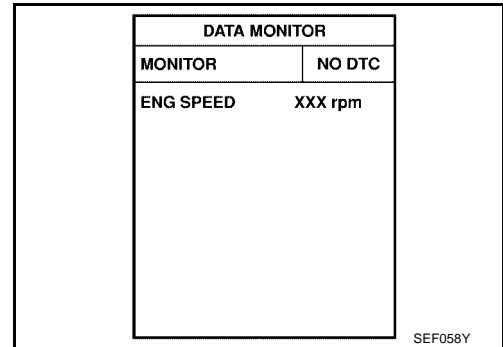 DATA MONITOR
MONITOR NO DTC
ENG SPEED XXX rpm
SEF058Y